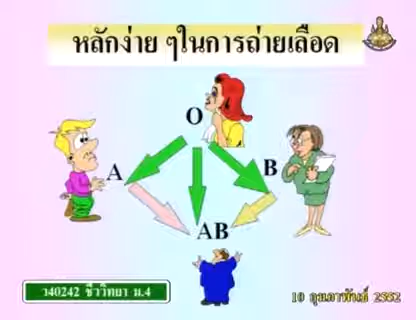 หลักง่าย ๆในการถ่ายเลือด
O
A
B
AB
ว40242 ชีววิทยา ม.4
10 กุมภาพันธ์ 2552